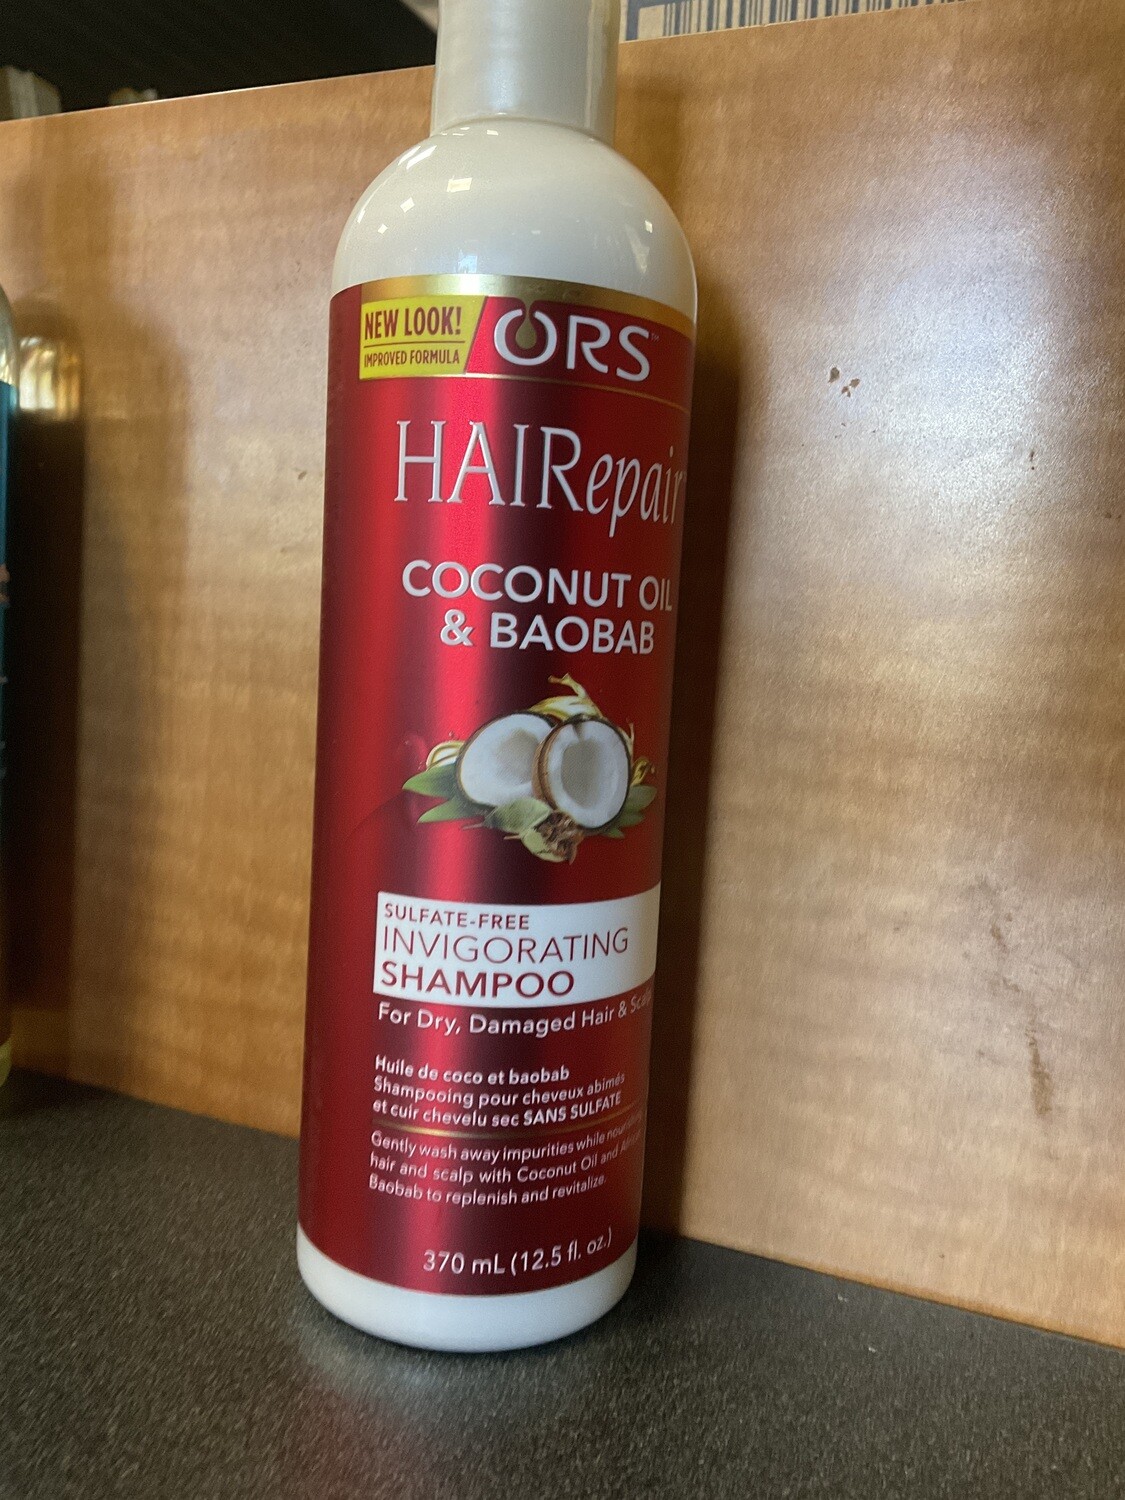 NEW LOOK!
IMPROVED FORMULA
ORS™
HAIRepair
COCONUT OIL
& BAOBAB
SULFATE-FREE
INVIGORATING
SHAMPOO
For Dry, Damaged Hair &
Huile de coco et baobab
Shampooing pour cheveux abimés
et cuir chevelu sec SANS SULFATE
Gently wash away impurities while
hair and scalp with Coconut Oil and
Baobab to replenish and revitalize.
370 mL (12.5 fl. oz.)